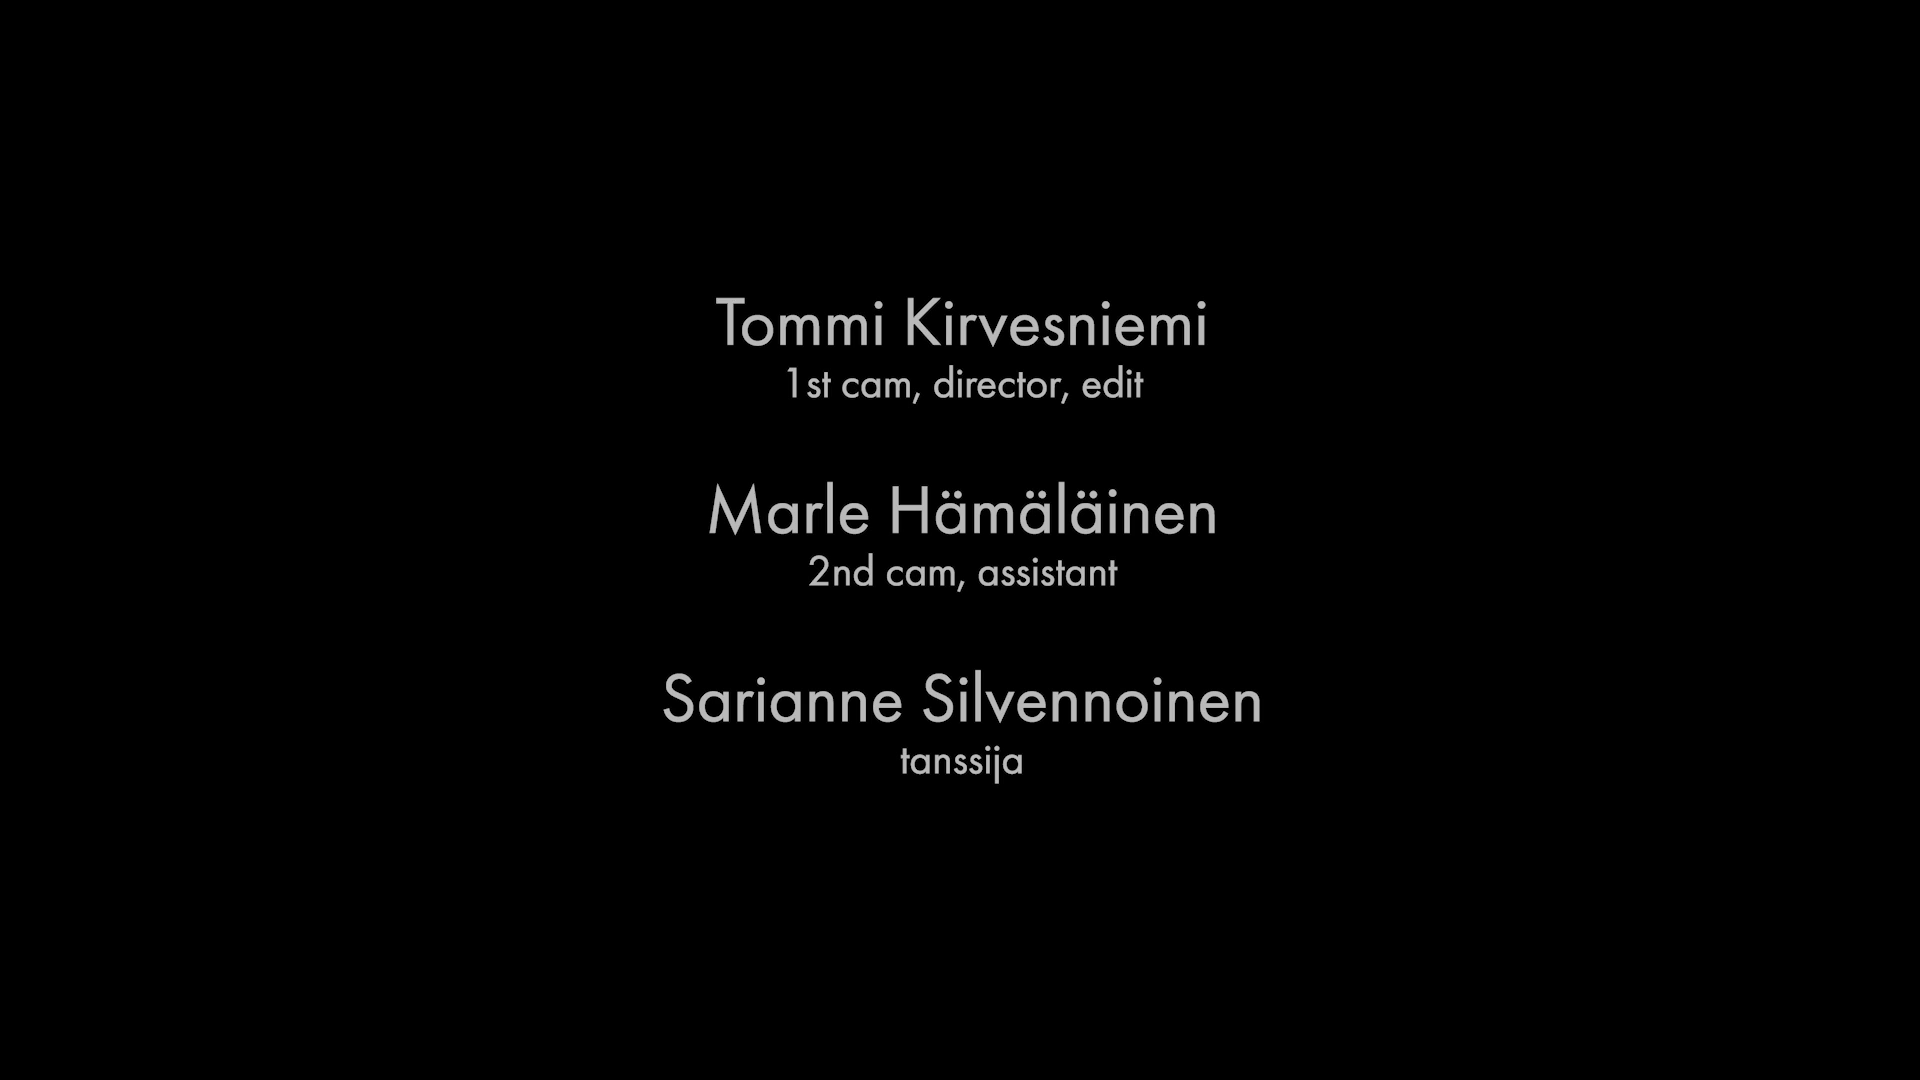 Tommi Kirvesniemi
1st cam, director, edit
Marle Hämäläinen
2nd cam, assistant
Sarianne Silvennoinen
tanssija